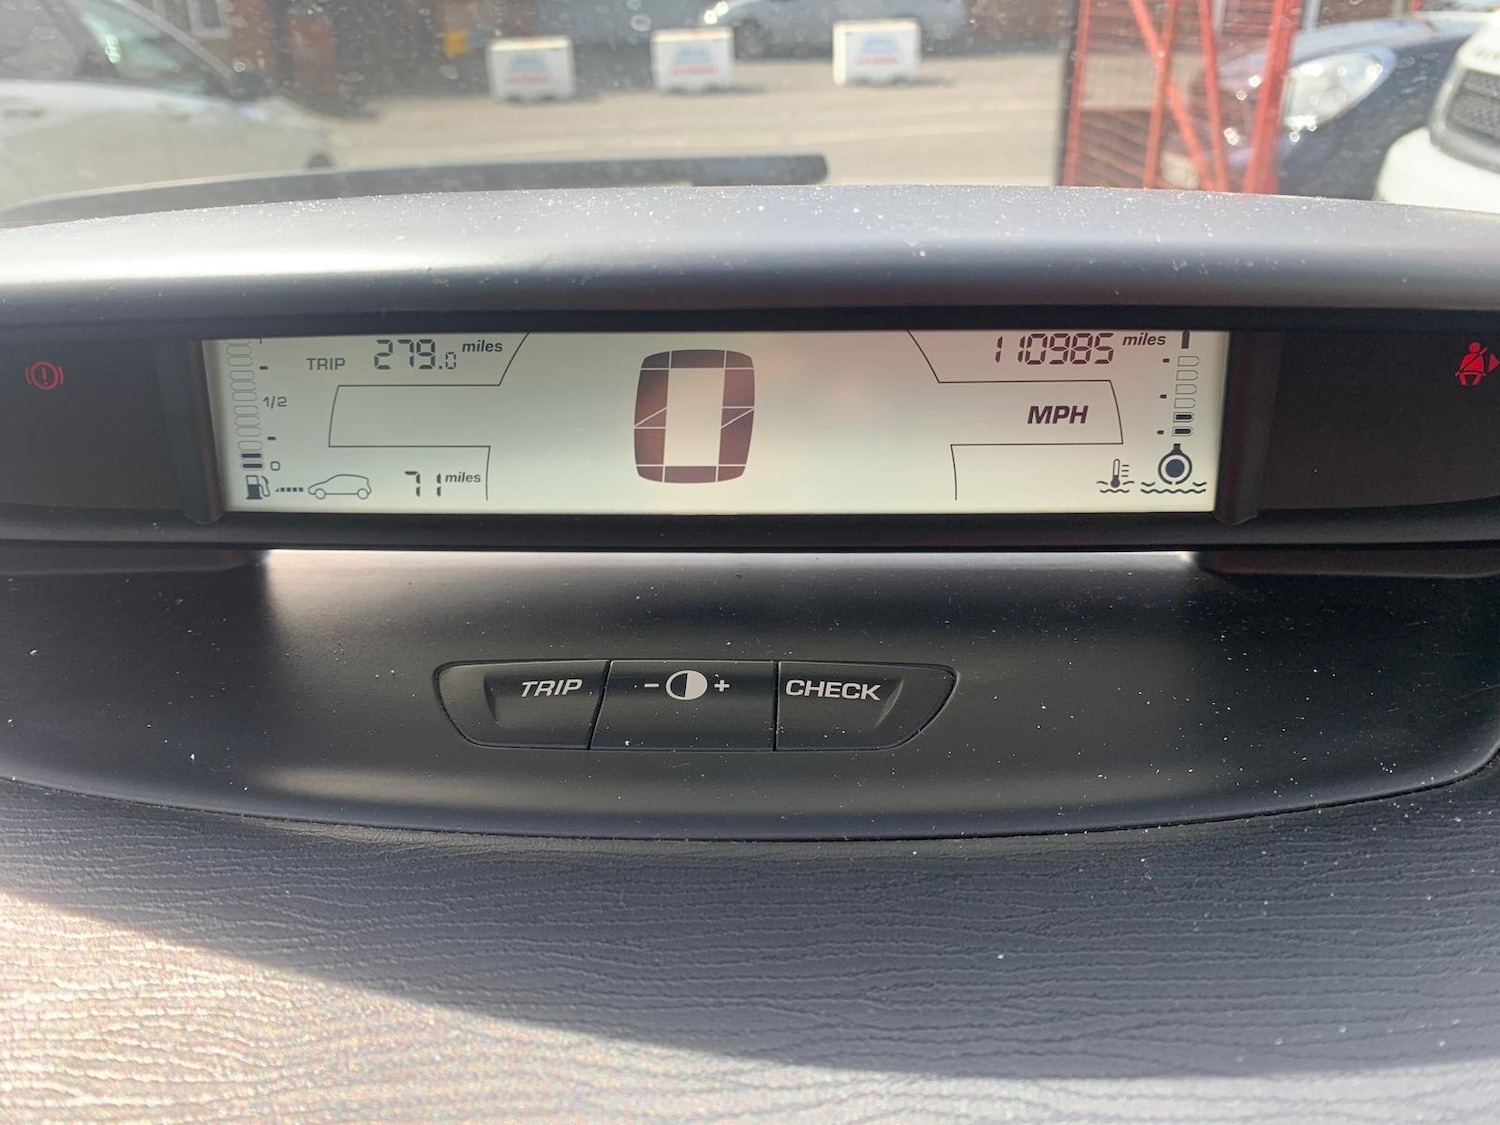 TRIP 279.0 miles
110985 miles
1/2
0
MPH
0
71 miles
TRIP - + CHECK